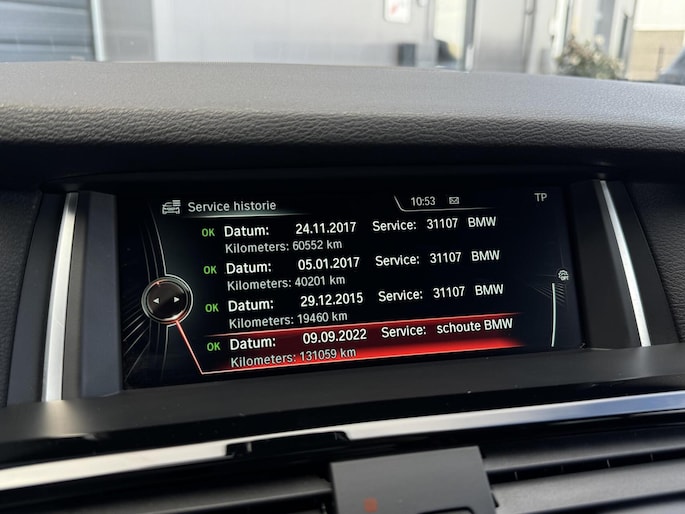 Service historie
10:53
TP
OK Datum: 24.11.2017 Service: 31107 BMW
Kilometers: 60552 km
OK Datum: 05.01.2017 Service: 31107 BMW
Kilometers: 40201 km
OK Datum: 29.12.2015 Service: 31107 BMW
Kilometers: 19460 km
OK Datum: 09.09.2022 Service: schoute BMW
Kilometers: 131059 km